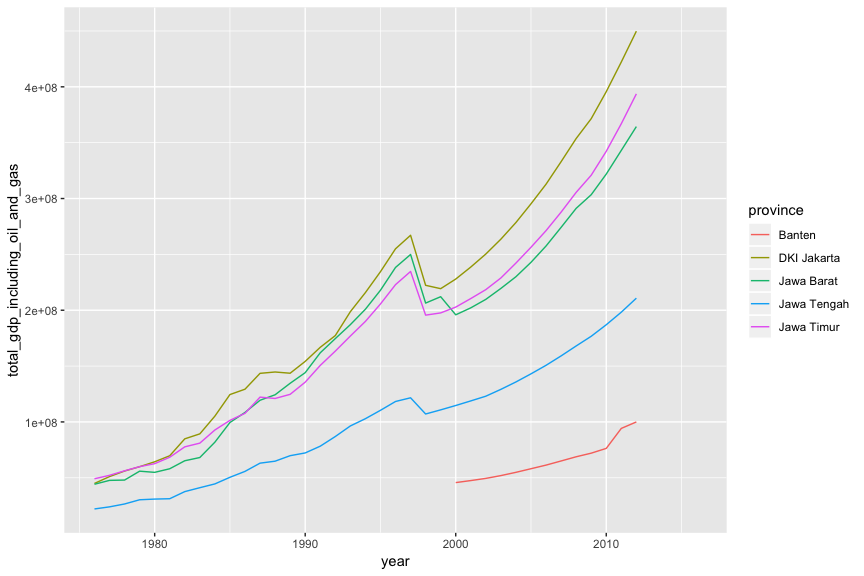 total_gdp_including_oil_and_gas
4e+08
3e+08
2e+08
1e+08
1980
1990
2000
2010
year
province
Banten
DKI Jakarta
Jawa Barat
Jawa Tengah
Jawa Timur